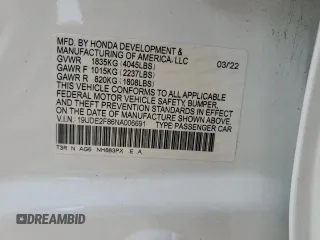 MFD. BY HONDA DEVELOPMENT &
MANUFACTURING OF AMERICA, LLC
GVWR 1835KG (4045LBS) 03/22
GAWR F 1015KG (2237LBS)
GAWR R 820KG (1808LBS)
THIS VEHICLE CONFORMS TO ALL APPLICABLE
FEDERAL MOTOR VEHICLE SAFETY, BUMPER,
AND THEFT PREVENTION STANDARDS IN EFFECT
ON THE DATE OF MANUFACTURE SHOWN ABOVE.
V.I.N.: 19UDE2F86NA006691 TYPE PASSENGER CAR
NH883PX E A
DREAMBID